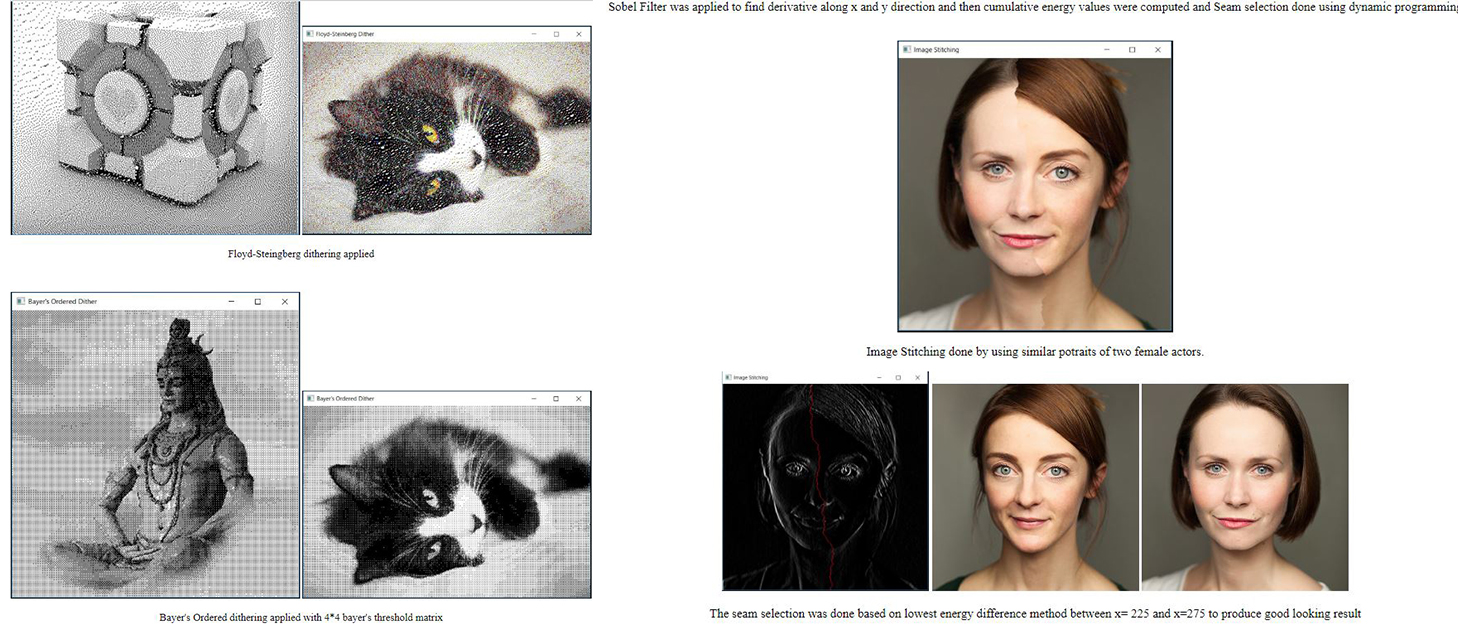 Floyd-Steinberg Dither
Floyd-Steingberg dithering applied
Bayer's Ordered Dither
Bayer's Ordered Dither
Bayer's Ordered dithering applied with 4*4 bayer's threshold matrix
Sobel Filter was applied to find derivative along x and y direction and then cumulative energy values were computed and Seam selection done using dynamic programming
Image Stitching
Image Stitching done by using similar potraits of two female actors.
Image Stitching
The seam selection was done based on lowest energy difference method between x= 225 and x=275 to produce good looking result